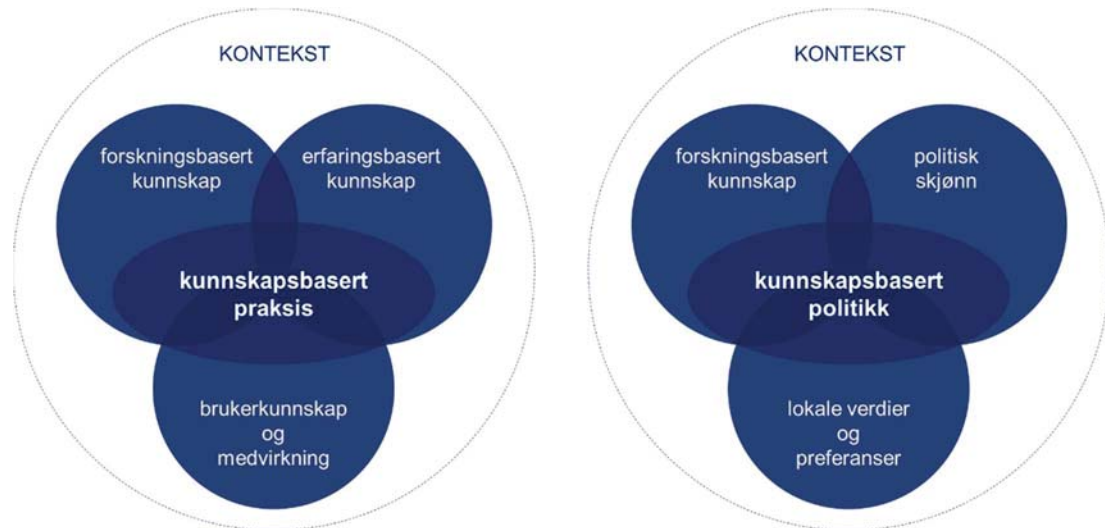 KONTEKST
forskningsbasert
kunnskap
erfaringsbasert
kunnskap
kunnskapsbasert
praksis
brukerkunnskap
og
medvirkning
KONTEKST
forskningsbasert
kunnskap
politisk
skjønn
kunnskapsbasert
politikk
lokale verdier
og
preferanser